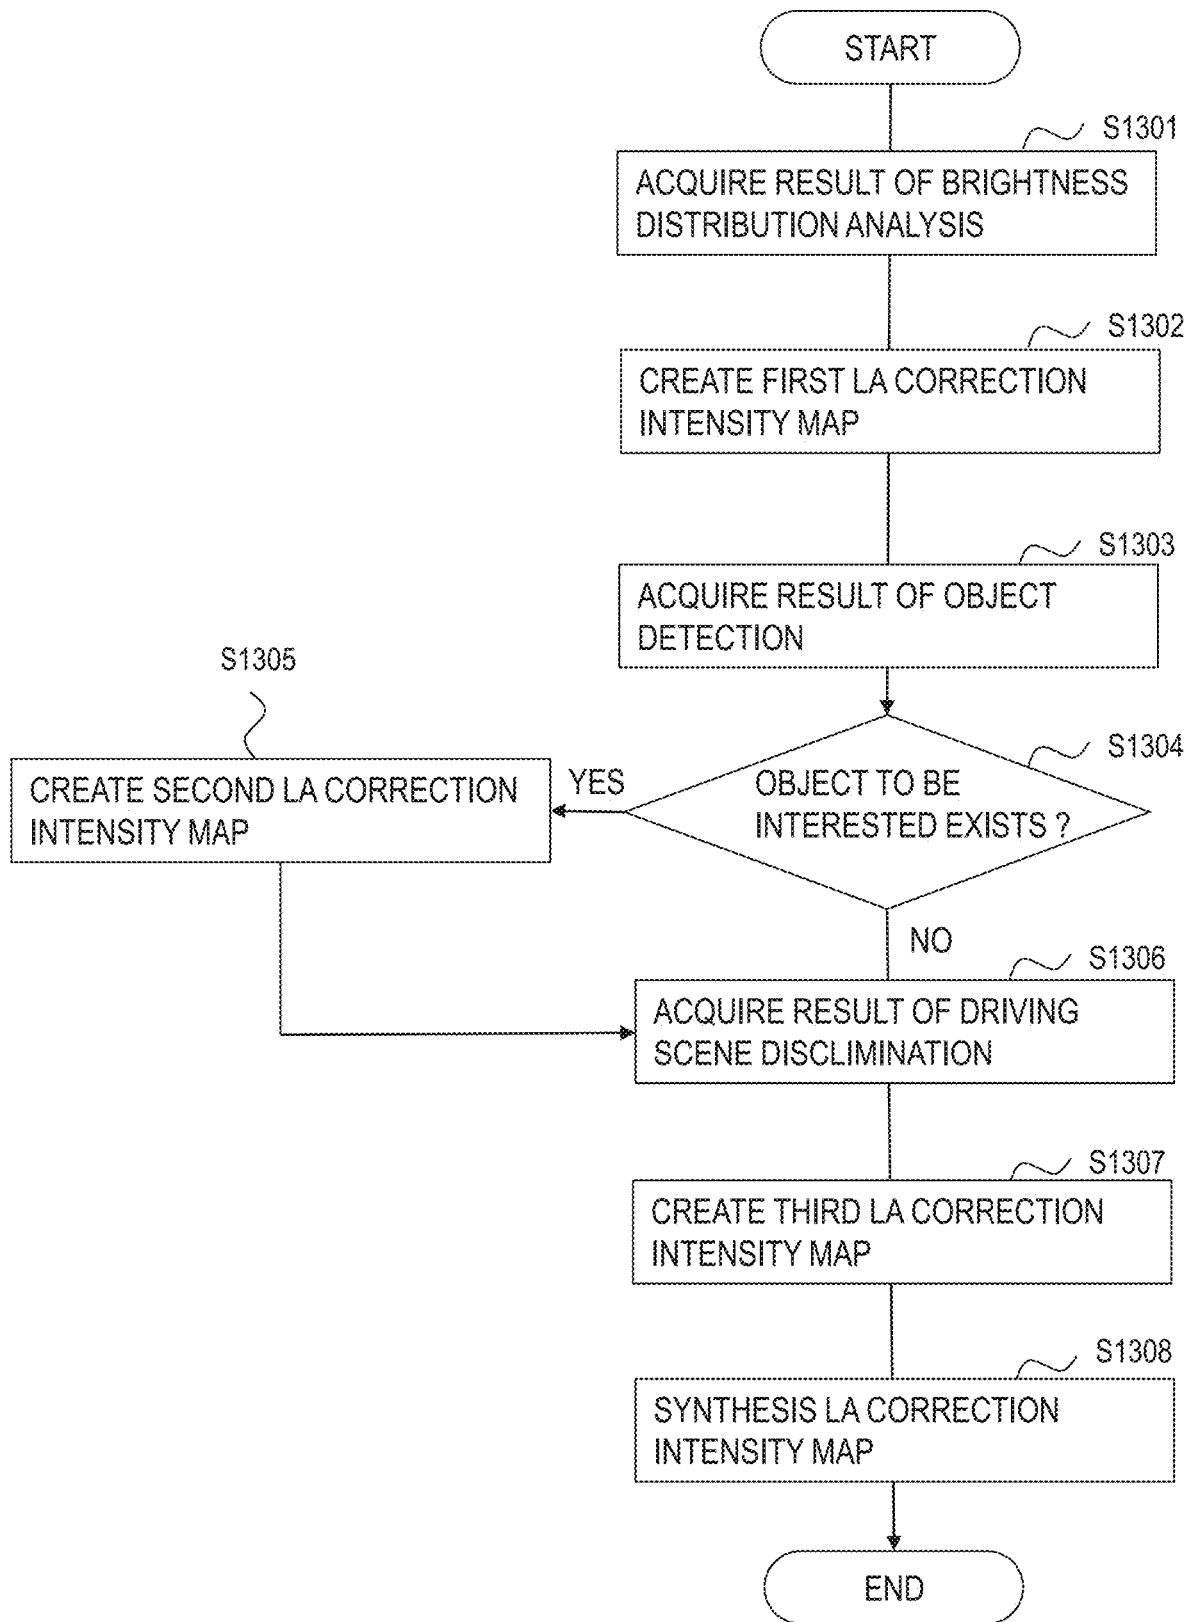 START
S1301
ACQUIRE RESULT OF BRIGHTNESS
DISTRIBUTION ANALYSIS
S1302
CREATE FIRST LA CORRECTION
INTENSITY MAP
S1303
ACQUIRE RESULT OF OBJECT
DETECTION
S1304
OBJECT TO BE
INTERESTED EXISTS ?
YES
S1305
CREATE SECOND LA CORRECTION
INTENSITY MAP
NO
S1306
ACQUIRE RESULT OF DRIVING
SCENE DISCLIMINATION
S1307
CREATE THIRD LA CORRECTION
INTENSITY MAP
S1308
SYNTHESIS LA CORRECTION
INTENSITY MAP
END